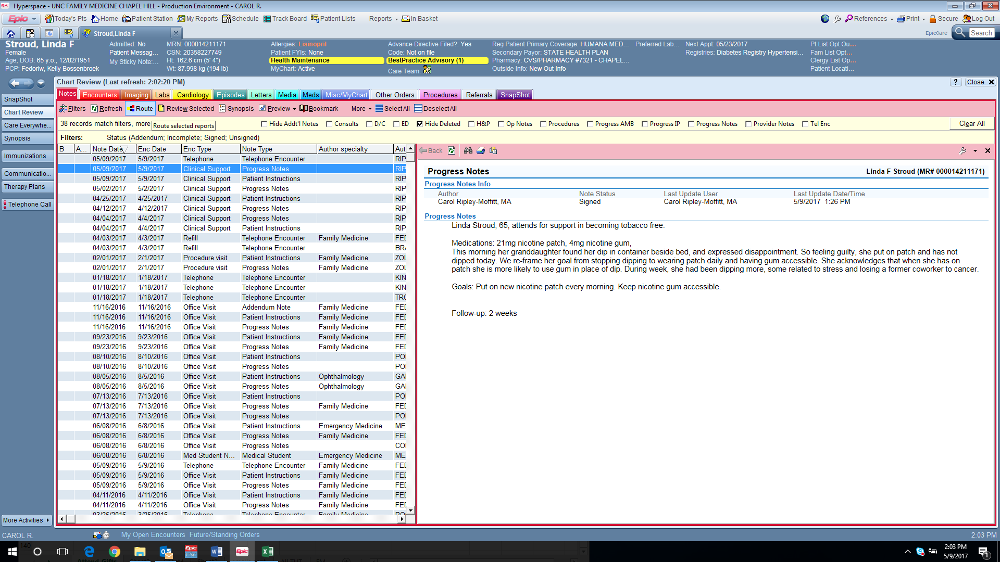 Hyperspace - UNC FAMILY MEDICINE CHAPEL HILL - Production Environment - CAROL R.
Epic Today's Pts Home Patient Station My Reports Schedule Track Board Patient Lists Reports In Basket References Print Secure Log Out
Stroud,Linda F EpicCare Search
Stroud, Linda F
Female
Age, DOB: 65 y.o., 12/02/1951
PCP: Fedoriw, Kelly Bossenbroek
Admitted: No
Patient Messag...
My Sticky Note:...
MRN: 000014211171
CSN: 20358227749
Ht: 162.6 cm (5' 4")
Wt: 87.998 kg (194 lb)
Allergies: Lisinopril
Patient FYIs: None
Health Maintenance
MyChart: Active
Advance Directive Filed?: Yes
Code: Not on file
BestPractice Advisory (1)
Care Team:
Reg Patient Primary Coverage: HUMANA MED...
Secondary Payor: STATE HEALTH PLAN
Pharmacy: CVS/PHARMACY #7321 - CHAPEL...
Outside Info: New Out Info
Preferred Lab...
Next Appt: 05/23/2017
Registries: Diabetes Registry Hypertensi...
Pt List Opt Ou...
Fam List Opt...
Clergy List Op...
Patient Locati...
SnapShot
Chart Review
Care Everywhe...
Synopsis
Immunizations
Communicatio...
Therapy Plans
Telephone Call
More Activities
Chart Review (Last refresh: 2:02:20 PM) ? Close
Notes Encounters Imaging Labs Cardiology Episodes Letters Media Meds Misc/MyChart Other Orders Procedures Referrals SnapShot
Filters Refresh Route Review Selected Synopsis Preview Bookmark More Select All Deselect All
38 records match filters, more Route selected reports Hide Addt'l Notes Consults D/C ED Hide Deleted H&P Op Notes Procedures Progress AMB Progress IP Progress Notes Provider Notes Tel Enc Clear All
Filters: Status (Addendum; Incomplete; Signed; Unsigned)
B A... Note Date Enc Date Enc Type Note Type Author specialty Aut
05/09/2017 5/9/2017 Telephone Telephone Encounter RIP
05/09/2017 5/9/2017 Clinical Support Progress Notes RIP
05/09/2017 5/9/2017 Clinical Support Patient Instructions RIP
05/02/2017 5/2/2017 Clinical Support Progress Notes RIP
04/25/2017 4/25/2017 Clinical Support Patient Instructions RIP
04/12/2017 4/12/2017 Clinical Support Progress Notes RIP
04/04/2017 4/4/2017 Clinical Support Progress Notes RIP
04/04/2017 4/4/2017 Clinical Support Patient Instructions RIP
04/03/2017 4/3/2017 Refill Telephone Encounter Family Medicine FED
04/03/2017 4/3/2017 Refill Telephone Encounter BRA
02/01/2017 2/1/2017 Procedure visit Patient Instructions Family Medicine ZOL
02/01/2017 2/1/2017 Procedure visit Progress Notes Family Medicine ZOL
01/18/2017 1/18/2017 Telephone Telephone Encounter KIN
01/18/2017 1/18/2017 Telephone Telephone Encounter KIN
01/18/2017 1/18/2017 Telephone Telephone Encounter TRO
11/16/2016 11/16/2016 Office Visit Addendum Note Family Medicine FED
11/16/2016 11/16/2016 Office Visit Patient Instructions Family Medicine FED
11/16/2016 11/16/2016 Office Visit Progress Notes Family Medicine FED
09/23/2016 9/23/2016 Office Visit Patient Instructions Family Medicine FED
09/23/2016 9/23/2016 Office Visit Progress Notes Family Medicine FED
08/10/2016 8/10/2016 Office Visit Patient Instructions POI
08/10/2016 8/10/2016 Office Visit Progress Notes POI
08/05/2016 8/5/2016 Office Visit Patient Instructions Ophthalmology GAI
08/05/2016 8/5/2016 Office Visit Progress Notes Ophthalmology GAI
07/13/2016 7/13/2016 Office Visit Patient Instructions POI
07/13/2016 7/13/2016 Office Visit Progress Notes Family Medicine FED
07/13/2016 7/13/2016 Office Visit Progress Notes POI
06/08/2016 6/8/2016 Office Visit Patient Instructions Emergency Medicine MEI
06/08/2016 6/8/2016 Office Visit Progress Notes Family Medicine FED
06/08/2016 6/8/2016 Office Visit Progress Notes COI
06/08/2016 6/8/2016 Med Student N... Medical Student Emergency Medicine MEI
05/09/2016 5/9/2016 Telephone Telephone Encounter Family Medicine FED
05/09/2016 5/9/2016 Office Visit Patient Instructions Family Medicine FED
05/09/2016 5/9/2016 Office Visit Progress Notes Family Medicine FED
04/11/2016 4/11/2016 Office Visit Patient Instructions Family Medicine FED
04/11/2016 4/11/2016 Office Visit Progress Notes Family Medicine FED
03/25/2016 3/25/2016 Telephone Telephone Encounter Family Medicine
Back
Progress Notes Linda F Stroud (MR# 000014211171)
Progress Notes Info
Author Note Status Last Update User Last Update Date/Time
Carol Ripley-Moffitt, MA Signed Carol Ripley-Moffitt, MA 5/9/2017 1:26 PM
Progress Notes
Linda Stroud, 65, attends for support in becoming tobacco free.
Medications: 21mg nicotine patch, 4mg nicotine gum,
This morning her granddaughter found her dip in container beside bed, and expressed disappointment. So feeling guilty, she put on patch and has not
dipped today. We re-frame her goal from stopping dipping to wearing patch daily and having gum accessible. She acknowledges that when she has on
patch she is more likely to use gum in place of dip. During week, she had been dipping more, some related to stress and losing a former coworker to cancer.
Goals: Put on new nicotine patch every morning. Keep nicotine gum accessible.
Follow-up: 2 weeks
CAROL R. My Open Encounters Future/Standing Orders 2:03 PM
2:03 PM
5/9/2017